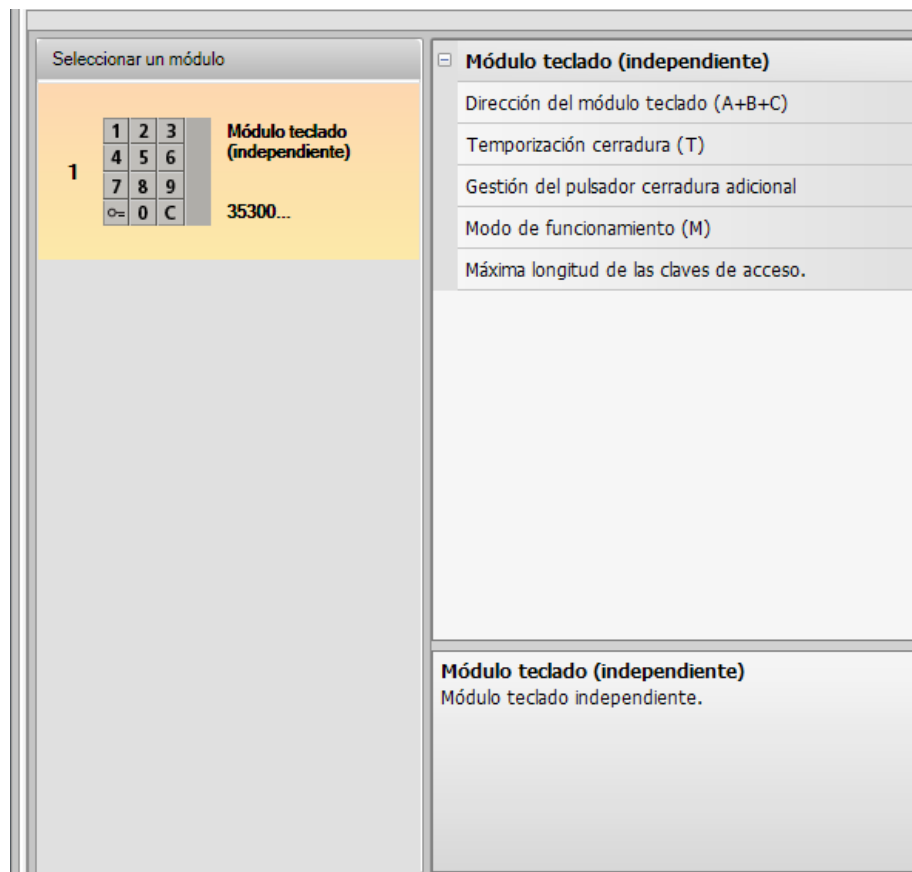 Seleccionar un módulo
1
1 2 3
4 5 6
7 8 9
0 C
Módulo teclado
(independiente)
35300...
Módulo teclado (independiente)
Dirección del módulo teclado (A+B+C)
Temporización cerradura (T)
Gestión del pulsador cerradura adicional
Modo de funcionamiento (M)
Máxima longitud de las claves de acceso.
Módulo teclado (independiente)
Módulo teclado independiente.